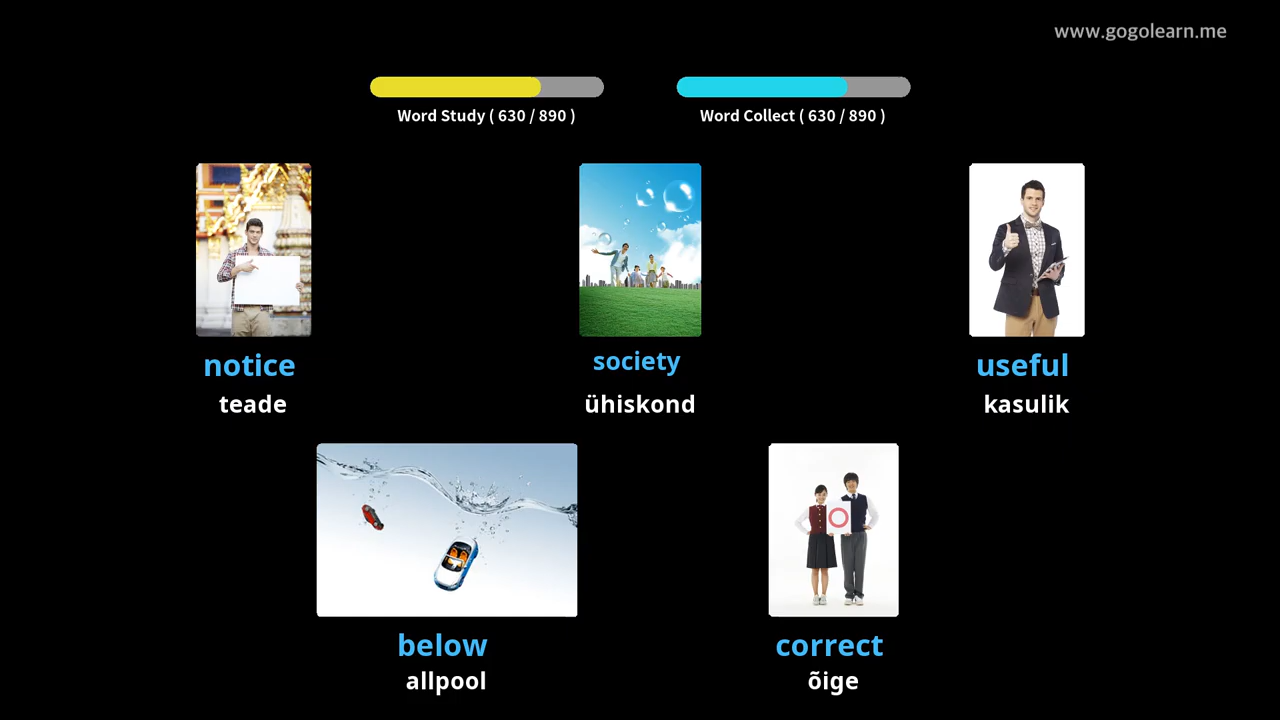 www.gogolearn.me
Word Study ( 630 / 890 )
Word Collect ( 630 / 890 )
notice
teade
society
ühiskond
useful
kasulik
below
allpool
correct
õige